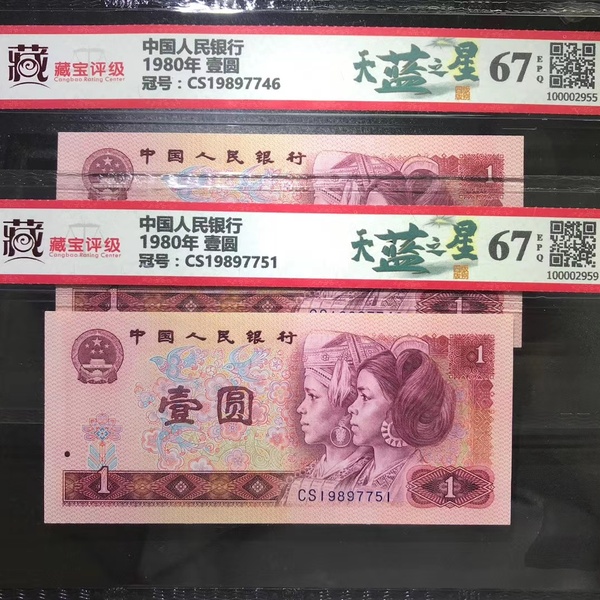 藏
藏宝评级
Cangbao Rating Center
中国人民银行
1980年 壹圆
冠号：CS19897746
天蓝之星
67
EPQ
100002955
中国人民银行
1
藏
藏宝评级
Cangbao Rating Center
中国人民银行
1980年 壹圆
冠号：CS19897751
天蓝之星
67
EPQ
100002959
1
中国人民银行
1
壹圆
1
CS19897751
1